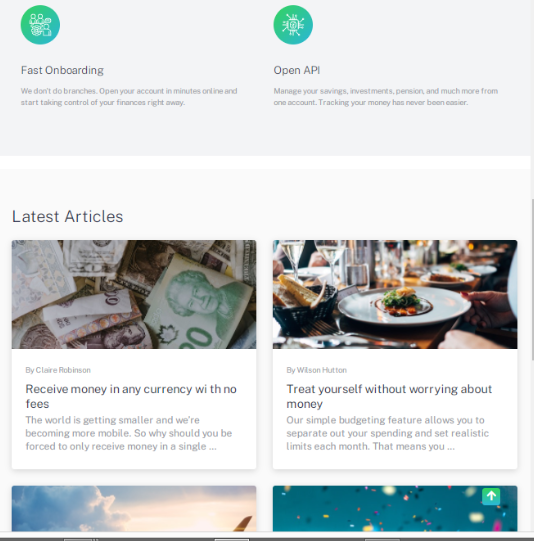 Fast Onboarding
We don't do branches. Open your account in minutes online and
start taking control of your finances right away.
Open API
Manage your savings, investments, pension, and much more from
one account. Tracking your money has never been easier.
Latest Articles
By Claire Robinson
Receive money in any currency wi th no
fees
The world is getting smaller and we're
becoming more mobile. So why should you be
forced to only receive money in a single ...
By Wilson Hutton
Treat yourself without worrying about
money
Our simple budgeting feature allows you to
separate out your spending and set realistic
limits each month. That means you ...